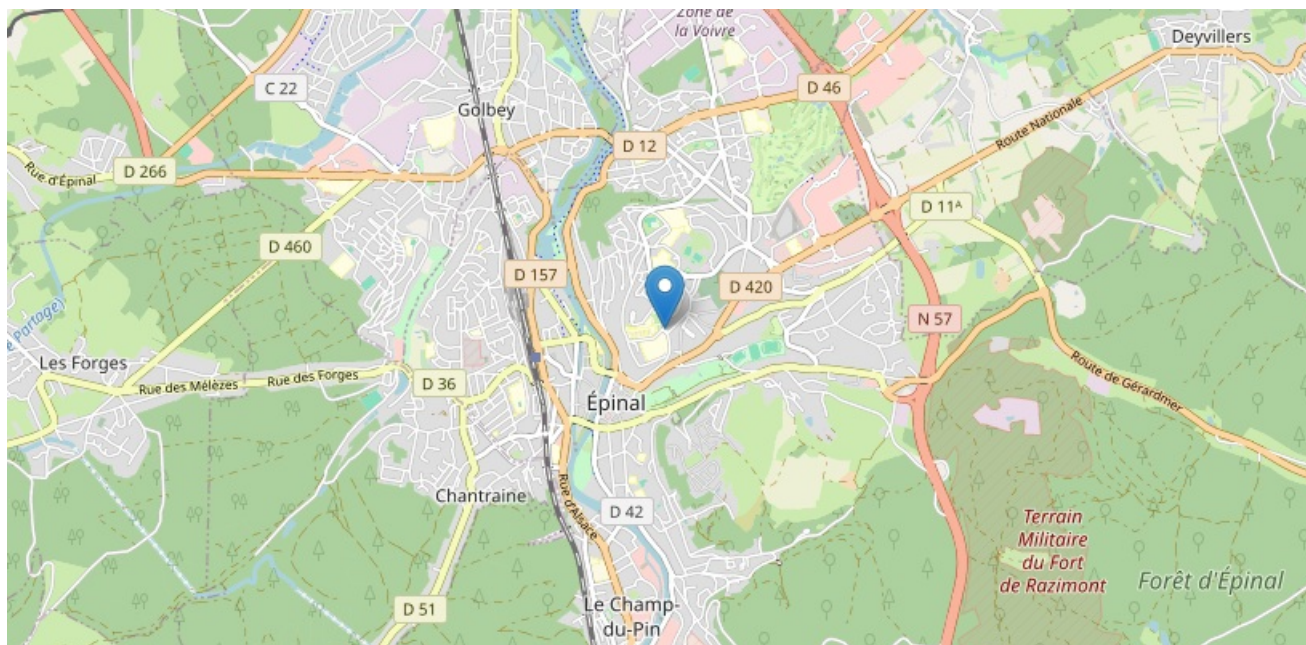 Zone de
la Voivre
Deyvillers
C 22
D 46
Golbey
Route Nationale
D 12
Rue d'Épinal
D 266
D 11ᴬ
D 460
D 157
D 420
N 57
Partage)
Les Forges
Rue des Mélèzes
Rue des Forges
D 36
Route de Gérardmer
Épinal
Chantraine
Rue d'Alsace
D 42
Terrain
Militaire
du Fort
de Razimont
Forêt d'Épinal
D 51
Le Champ-
du-Pin